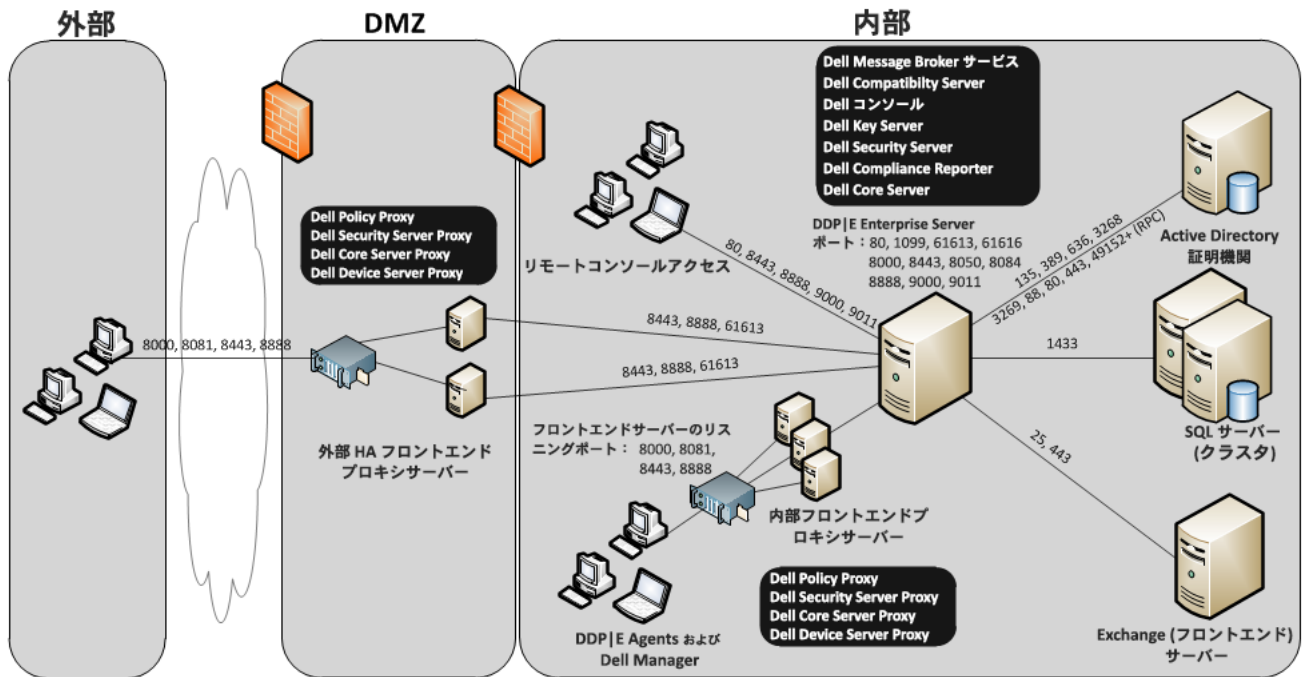 外部
DMZ
内部
Dell Message Broker サービス
Dell Compatibilty Server
Dell コンソール
Dell Key Server
Dell Security Server
Dell Compliance Reporter
Dell Core Server
DDP|E Enterprise Server
ポート：80, 1099, 61613, 61616
8000, 8443, 8050, 8084
8888, 9000, 9011
Dell Policy Proxy
Dell Security Server Proxy
Dell Core Server Proxy
Dell Device Server Proxy
リモートコンソールアクセス
80, 8443, 8888, 9000, 9011
135, 389, 636, 3268
3269, 88, 80, 443, 49152+ (RPC)
Active Directory
証明機関
8000, 8081, 8443, 8888
8443, 8888, 61613
8443, 8888, 61613
1433
SQL サーバー
(クラスタ)
外部 HA フロントエンド
プロキシサーバー
フロントエンドサーバーのリス
ニングポート： 8000, 8081,
8443, 8888
25, 443
内部フロントエンドプ
ロキシサーバー
Dell Policy Proxy
Dell Security Server Proxy
Dell Core Server Proxy
Dell Device Server Proxy
DDP|E Agents および
Dell Manager
Exchange (フロントエンド)
サーバー